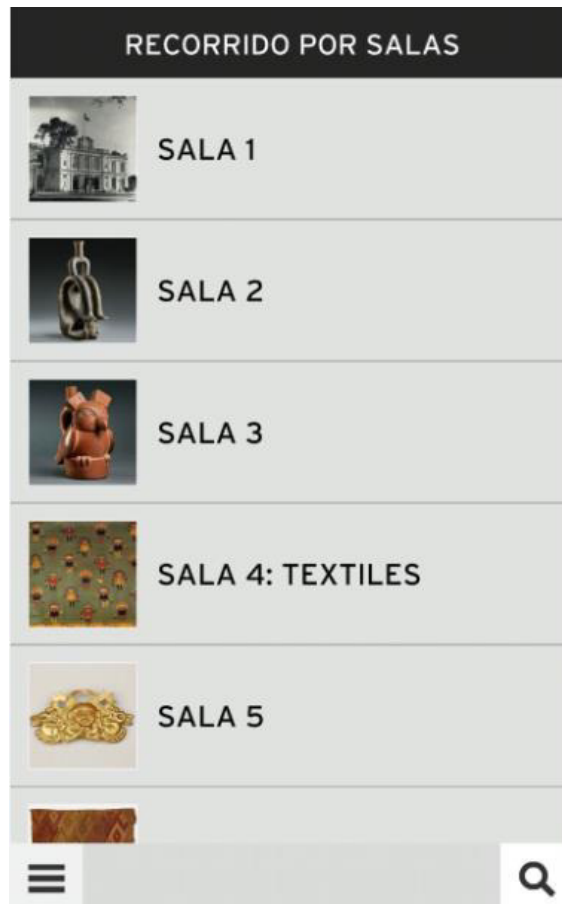 RECORRIDO POR SALAS
SALA 1
SALA 2
SALA 3
SALA 4: TEXTILES
SALA 5